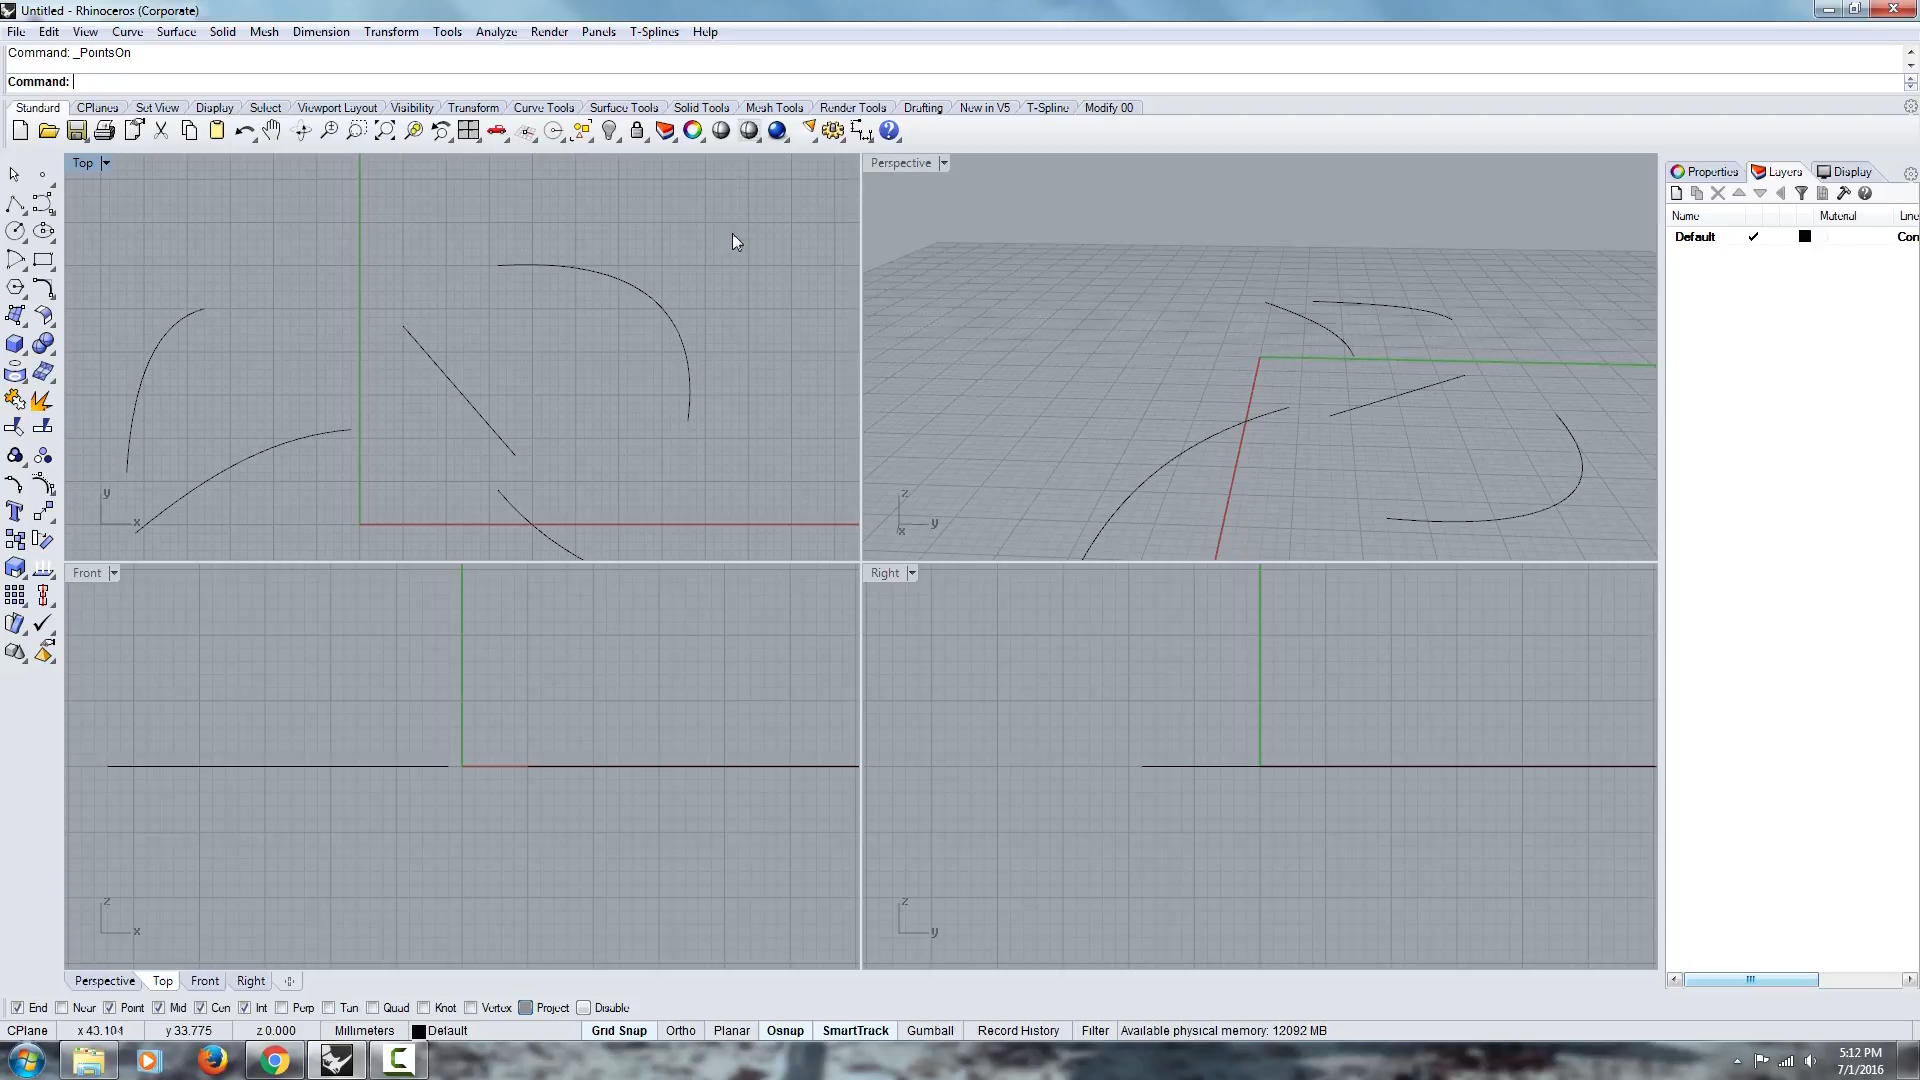 Untitled - Rhinoceros (Corporate)
File Edit View Curve Surface Solid Mesh Dimension Transform Tools Analyze Render Panels T-Splines Help
Command: _PointsOn
Command:
Standard CPlanes Set View Display Select Viewport Layout Visibility Transform Curve Tools Surface Tools Solid Tools Mesh Tools Render Tools Drafting New in V5 T-Spline Modify 00
Top
Perspective
Properties Layers Display
Name Material Line
Default Con
y
x
z
y
x
Front
Right
z
x
z
y
Perspective Top Front Right
End Near Point Mid Cen Int Perp Tan Quad Knot Vertex Project Disable
CPlane x 43.104 y 33.775 z 0.000 Millimeters Default Grid Snap Ortho Planar Osnap SmartTrack Gumball Record History Filter Available physical memory: 12092 MB
5:12 PM
7/1/2016